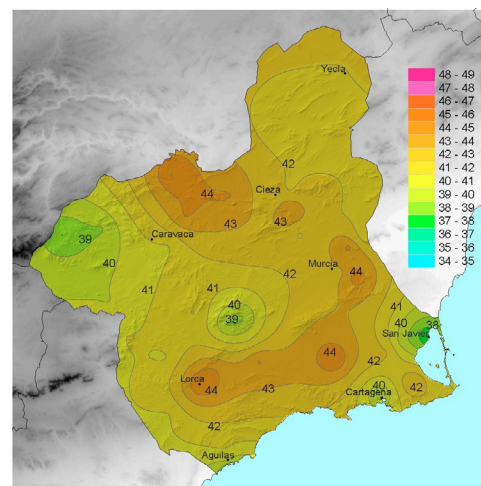 Yecla
48 - 49
47 - 48
46 - 47
45 - 46
44 - 45
43 - 44
42 - 43
41 - 42
40 - 41
39 - 40
38 - 39
37 - 38
36 - 37
35 - 36
34 - 35
42
44
Cieza
43
43
Caravaca
39
40
42
Murcia
44
41
41
40
39
41
40
38
San Javier
44
42
Lorca
44
43
40
42
Cartagena
42
Aguilas